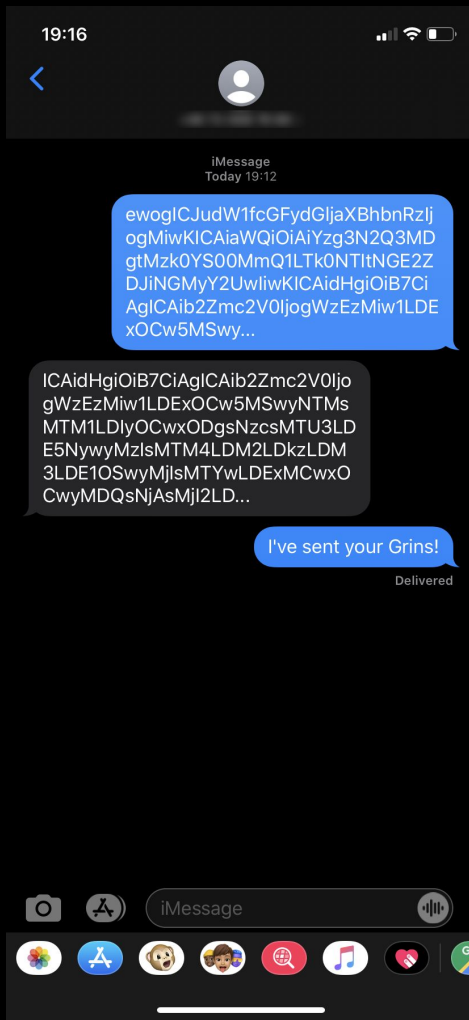 19:16
iMessage
Today 19:12
ewogICJudW1fcGFydGljaXBhbnRzIj
ogMiwKICAiaWQiOiAiYzg3N2Q3MD
gtMzk0YS00MmQ1LTk0NTItNGE2Z
DJiNGMyY2UwIiwKICAidHgiOiB7Ci
AgICAib2Zmc2V0IjogWzEzMiw1LDE
xOCw5MSwy...
ICAidHgiOiB7CiAgICAib2Zmc2V0Ijo
gWzEzMiw1LDExOCw5MSwyNTMs
MTM1LDIyOCwxODgsNzcsMTU3LD
E5NywyMzIsMTM4LDM2LDkzLDM
3LDE1OSwyMjIsMTYwLDExMCwxO
CwyMDQsNjAsMjI2LD...
I've sent your Grins!
Delivered
iMessage